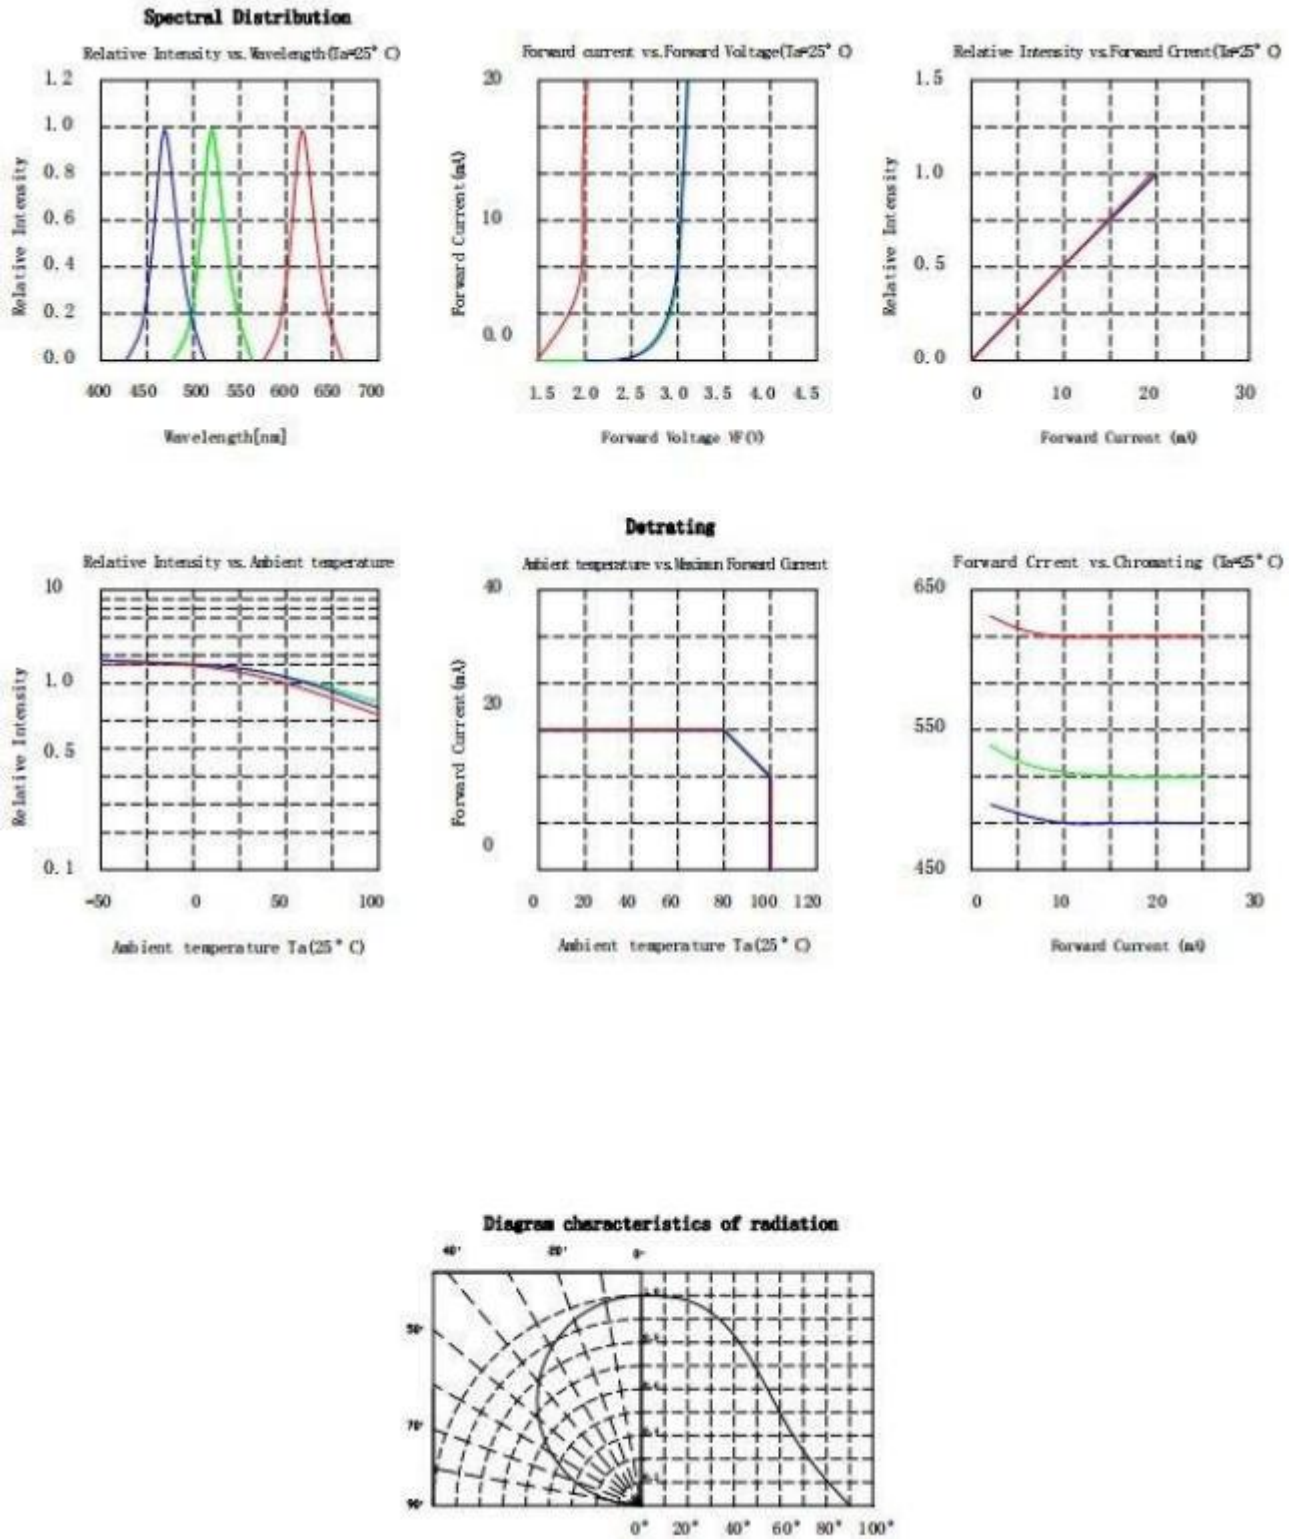 Spectral Distribution
Relative Intensity vs.Wavelength(Ta=25°C)
1.2
1.0
0.8
0.6
0.4
0.2
0.0
Relative Intensity
400 450 500 550 600 650 700
Wavelength[nm]
Forward current vs.Forward Voltage(Ta=25°C)
20
10
0.0
Forward Current(mA)
1.5 2.0 2.5 3.0 3.5 4.0 4.5
Forward Voltage VF(V)
Relative Intensity vs.Forward Crrent(Ta=25°C)
1.5
1.0
0.5
0.0
Relative Intensity
0 10 20 30
Forward Current (mA)
Relative Intensity vs.Ambient temperature
10
1.0
0.5
0.1
Relative Intensity
-50 0 50 100
Ambient temperature Ta(25°C)
Detrating
Ambient temperature vs.Maximun Forward Current
40
20
0
Forward Current(mA)
0 20 40 60 80 100 120
Ambient temperature Ta(25°C)
Forward Crrent vs.Chromating (Ta=25°C)
650
550
450
0 10 20 30
Forward Current (mA)
Diagram characteristics of radiation
40° 20° 0°
50°
70°
90°
0° 20° 40° 60° 80° 100°